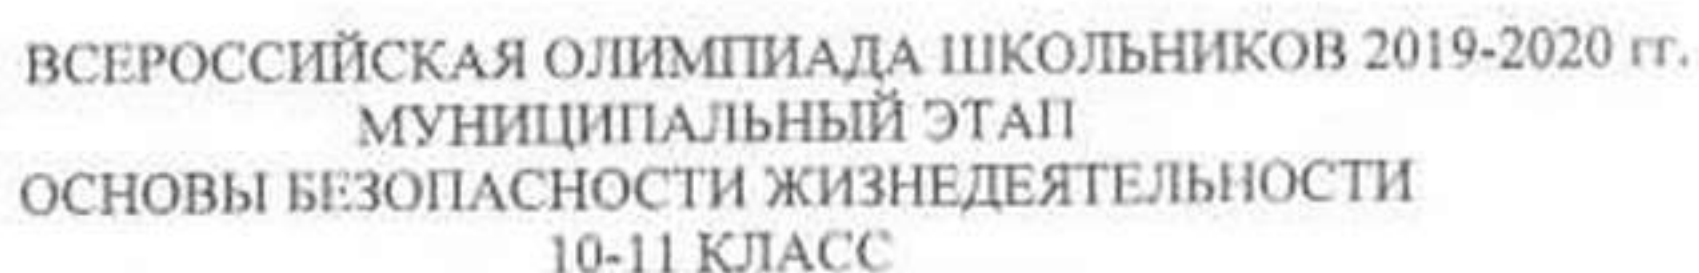 ВСЕРОССИЙСКАЯ ОЛИМПИАДА ШКОЛЬНИКОВ 2019-2020 гг.
МУНИЦИПАЛЬНЫЙ ЭТАП
ОСНОВЫ БЕЗОПАСНОСТИ ЖИЗНЕДЕЯТЕЛЬНОСТИ
10-11 КЛАСС